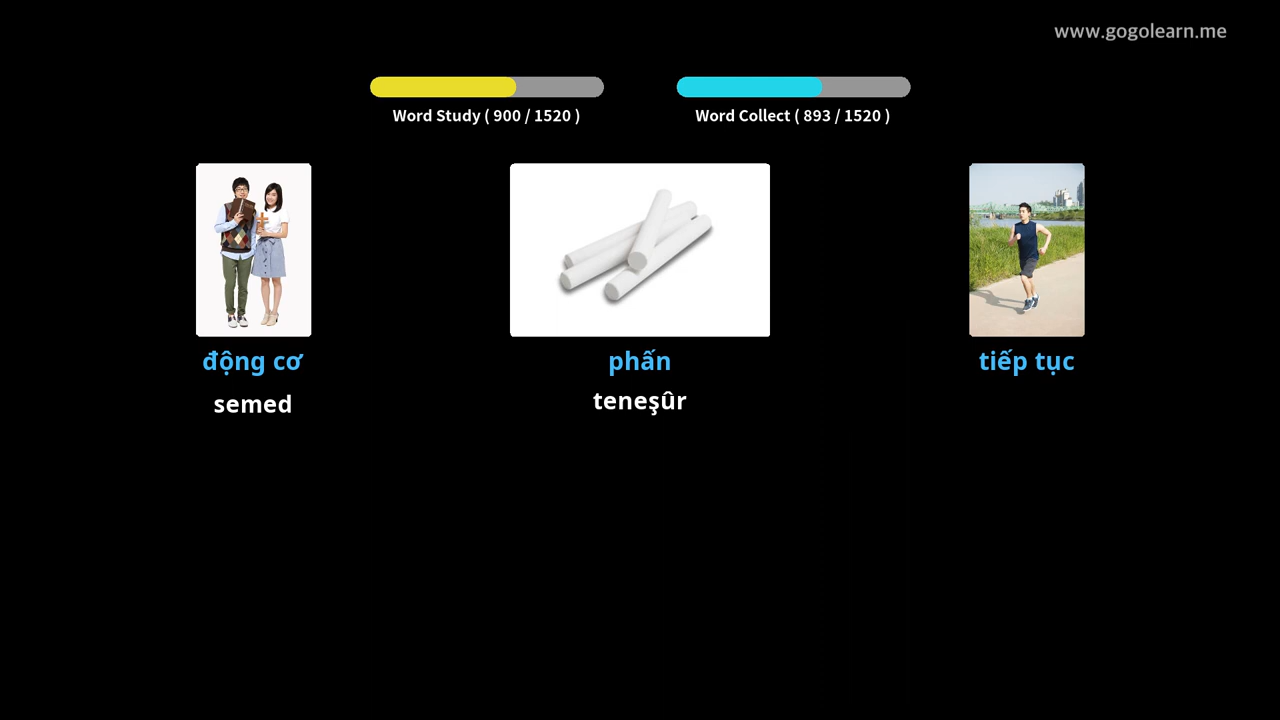 www.gogolearn.me
Word Study ( 900 / 1520 )
Word Collect ( 893 / 1520 )
động cơ
semed
phấn
teneşûr
tiếp tục